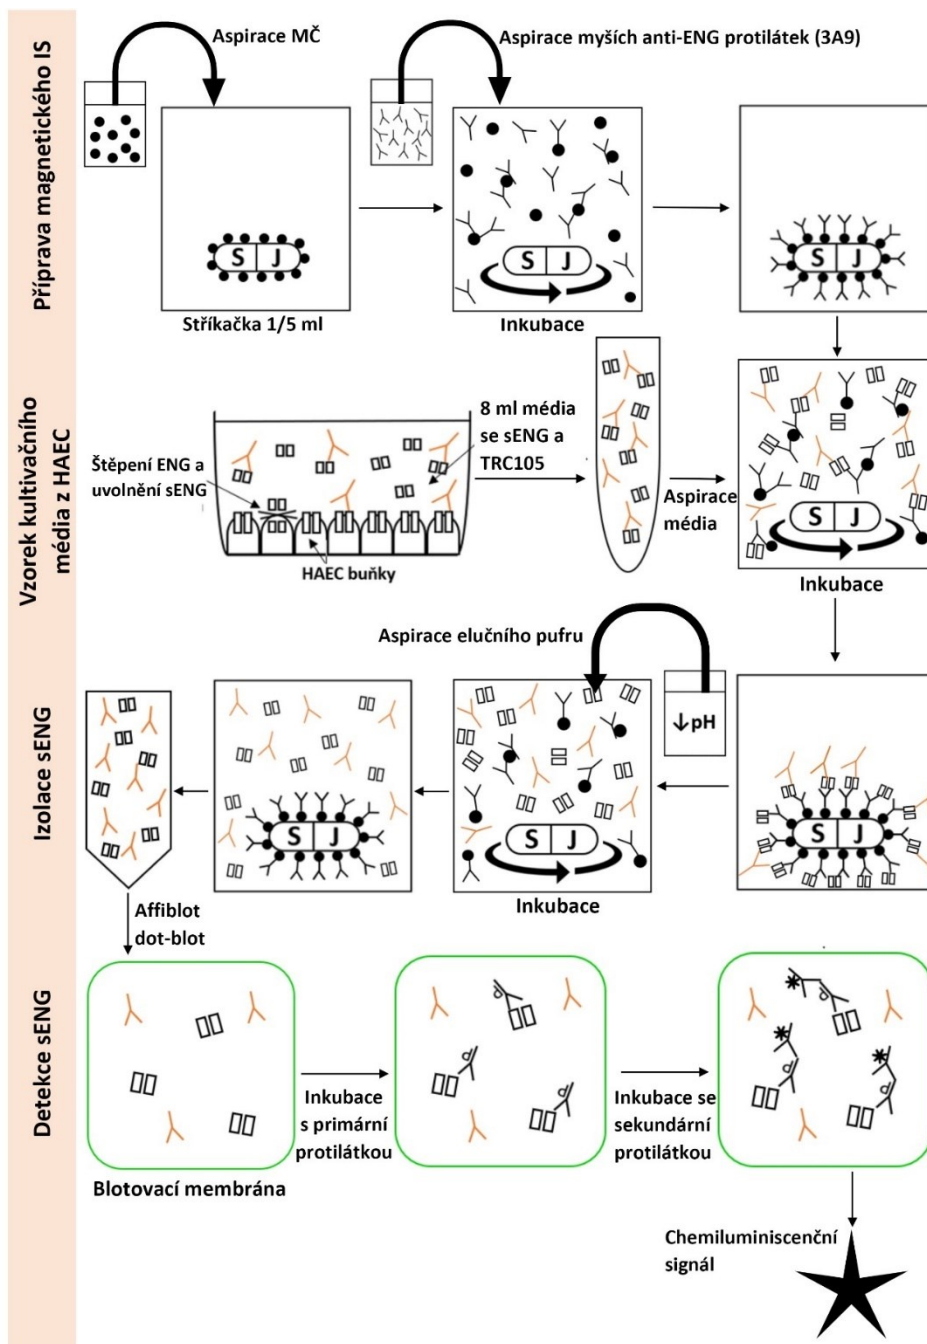 Příprava magnetického IS
Aspirace MČ
Aspirace myších anti-ENG protilátek (3A9)
S J
Stříkačka 1/5 ml
S J
Inkubace
S J
Vzorek kultivačního
média z HAEC
Štěpení ENG a
uvolnění sENG
HAEC buňky
8 ml média
se sENG a
TRC105
Aspirace
média
S J
Inkubace
Izolace sENG
Aspirace elučního pufru
↓pH
S J
S J
Inkubace
S J
Affiblot
dot-blot
Detekce sENG
Blotovací membrána
Inkubace
s primární
protilátkou
Inkubace se
sekundární
protilátkou
Chemiluminiscenční
signál